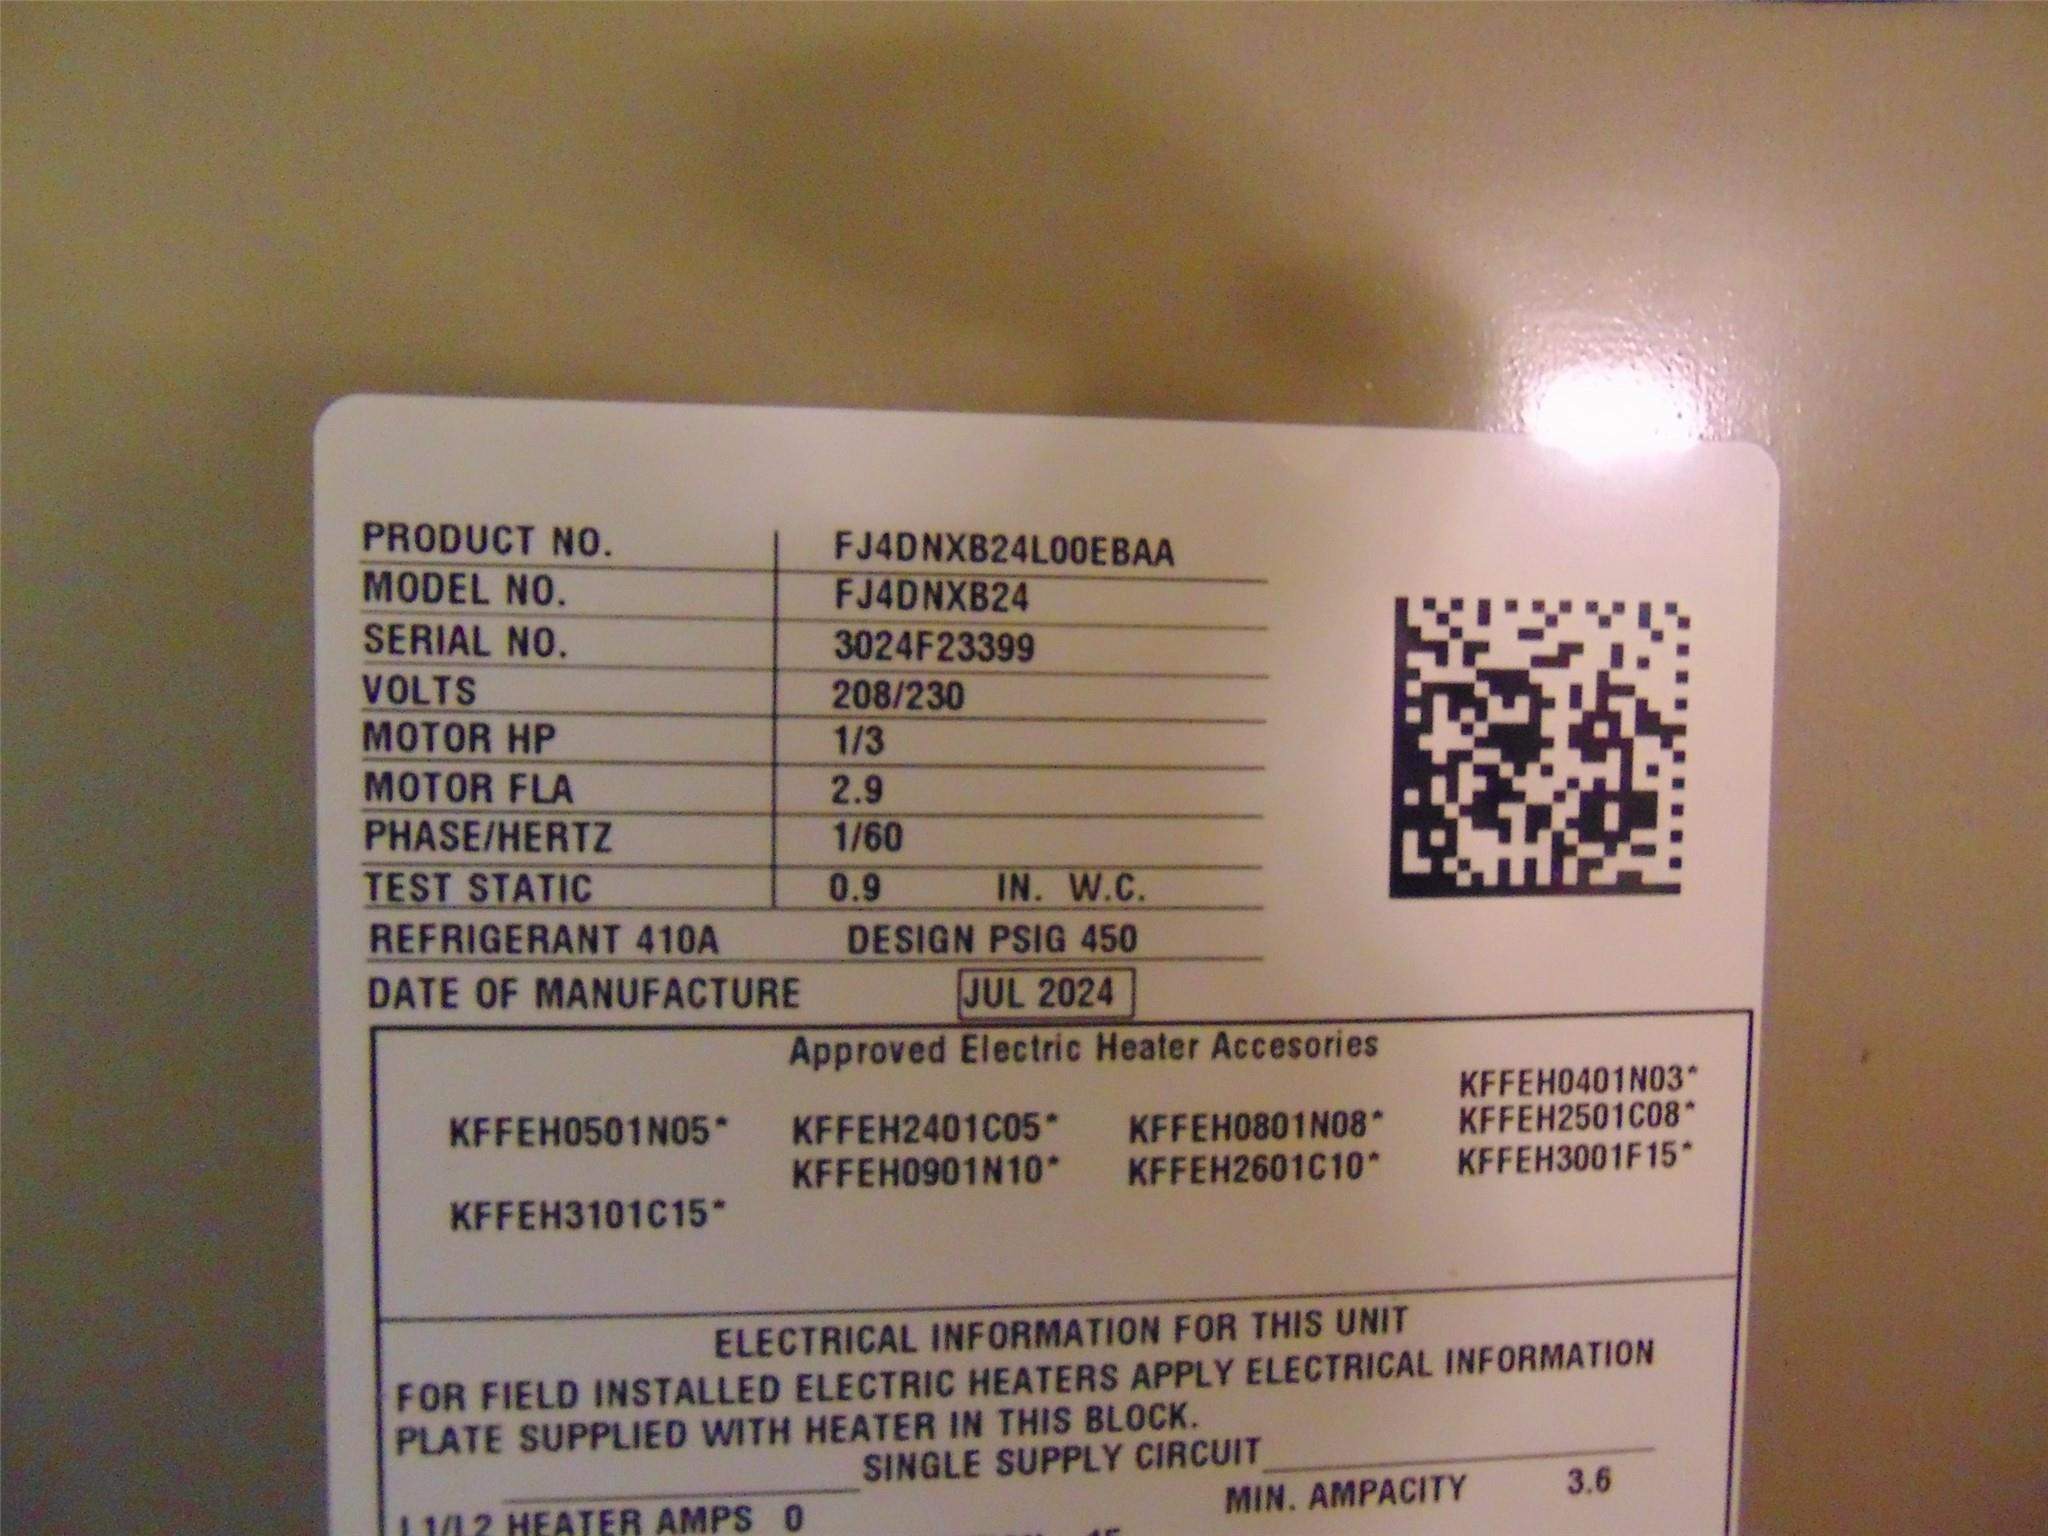 PRODUCT NO. FJ4DNXB24L00EBAA
MODEL NO. FJ4DNXB24
SERIAL NO. 3024F23399
VOLTS 208/230
MOTOR HP 1/3
MOTOR FLA 2.9
PHASE/HERTZ 1/60
TEST STATIC 0.9 IN. W.C.
REFRIGERANT 410A DESIGN PSIG 450
DATE OF MANUFACTURE JUL 2024
Approved Electric Heater Accesories
KFFEH0401N03*
KFFEH0501N05* KFFEH2401C05* KFFEH0801N08* KFFEH2501C08*
KFFEH0901N10* KFFEH2601C10* KFFEH3001F15*
KFFEH3101C15*
ELECTRICAL INFORMATION FOR THIS UNIT
FOR FIELD INSTALLED ELECTRIC HEATERS APPLY ELECTRICAL INFORMATION
PLATE SUPPLIED WITH HEATER IN THIS BLOCK.
SINGLE SUPPLY CIRCUIT
L1/L2 HEATER AMPS 0 MIN. AMPACITY 3.6